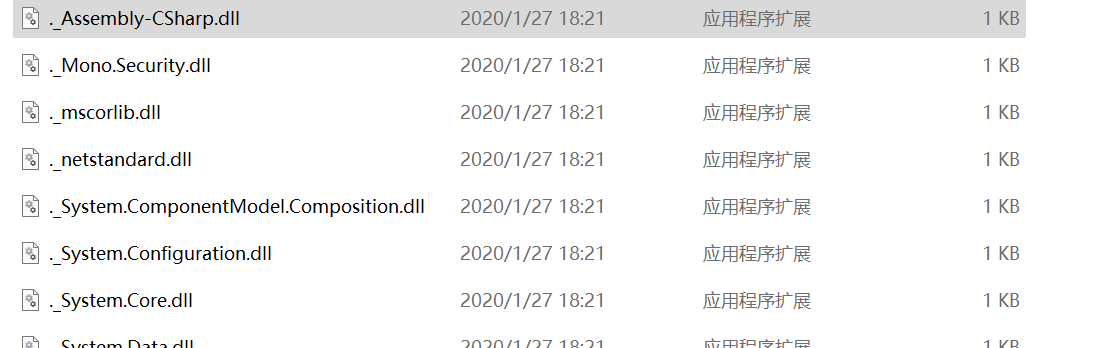 ._Assembly-CSharp.dll 2020/1/27 18:21 应用程序扩展 1 KB
._Mono.Security.dll 2020/1/27 18:21 应用程序扩展 1 KB
._mscorlib.dll 2020/1/27 18:21 应用程序扩展 1 KB
._netstandard.dll 2020/1/27 18:21 应用程序扩展 1 KB
._System.ComponentModel.Composition.dll 2020/1/27 18:21 应用程序扩展 1 KB
._System.Configuration.dll 2020/1/27 18:21 应用程序扩展 1 KB
._System.Core.dll 2020/1/27 18:21 应用程序扩展 1 KB
._System.Data.dll 2020/1/27 18:21 应用程序扩展 1 KB